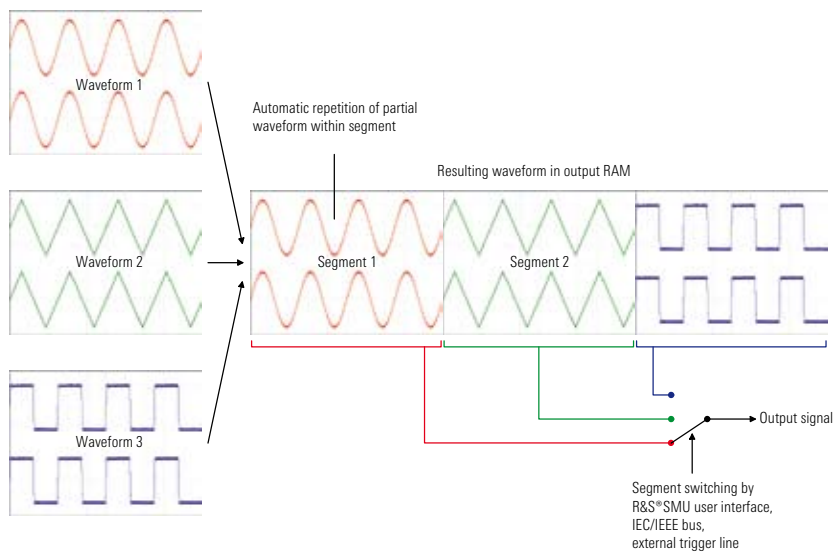 Waveform 1
Automatic repetition of partial
waveform within segment
Resulting waveform in output RAM
Waveform 2
Segment 1
Segment 2
Waveform 3
Output signal
Segment switching by
R&S®SMU user interface,
IEC/IEEE bus,
external trigger line